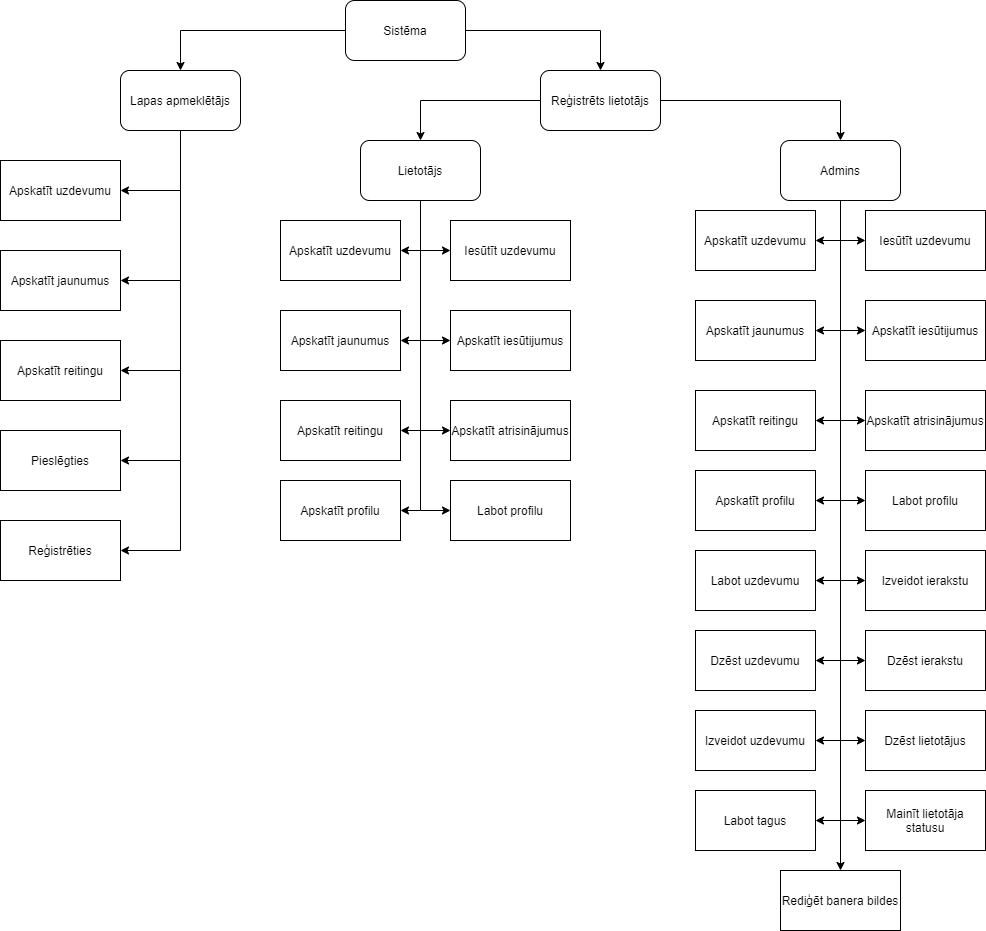 Sistēma
Lapas apmeklētājs
Reģistrēts lietotājs
Lietotājs
Admins
Apskatīt uzdevumu
Apskatīt jaunumus
Apskatīt reitingu
Pieslēgties
Reģistrēties
Apskatīt uzdevumu
Iesūtīt uzdevumu
Apskatīt jaunumus
Apskatīt iesūtijumus
Apskatīt reitingu
Apskatīt atrisinājumus
Apskatīt profilu
Labot profilu
Apskatīt uzdevumu
Iesūtīt uzdevumu
Apskatīt jaunumus
Apskatīt iesūtijumus
Apskatīt reitingu
Apskatīt atrisinājumus
Apskatīt profilu
Labot profilu
Labot uzdevumu
Izveidot ierakstu
Dzēst uzdevumu
Dzēst ierakstu
Izveidot uzdevumu
Dzēst lietotājus
Labot tagus
Mainīt lietotāja
statusu
Rediģēt banera bildes